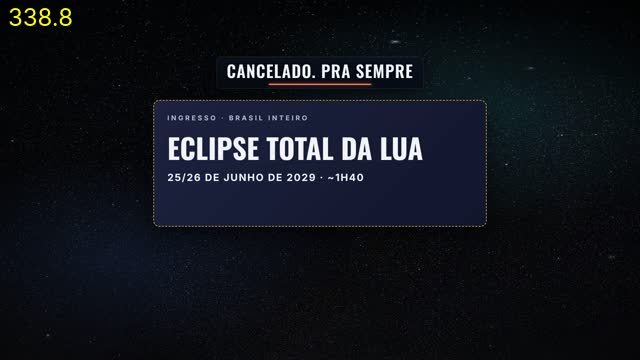 338.8
CANCELADO. PRA SEMPRE
INGRESSO · BRASIL INTEIRO
ECLIPSE TOTAL DA LUA
25/26 DE JUNHO DE 2029 · ~1H40